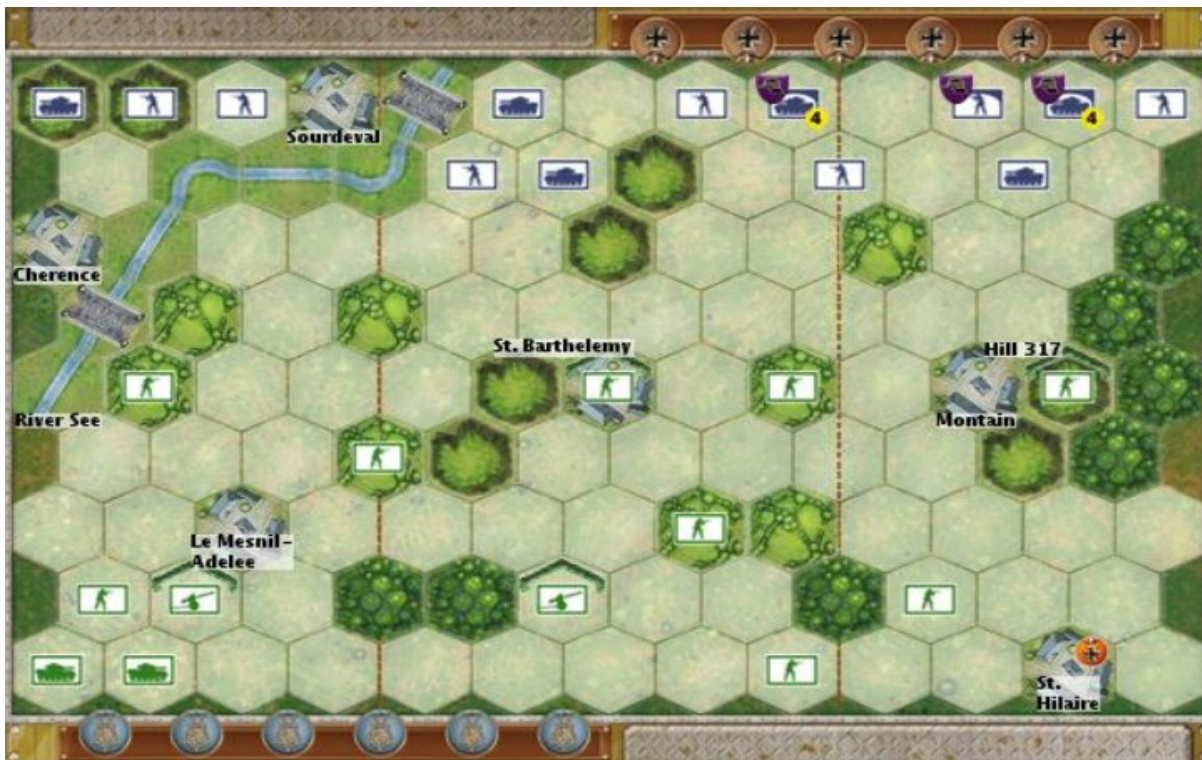 Sourdeval
4
4
Cherence
St. Barthelemy
Hill 317
River See
Montain
Le Mesnil-
Adelee
St.
Hilaire